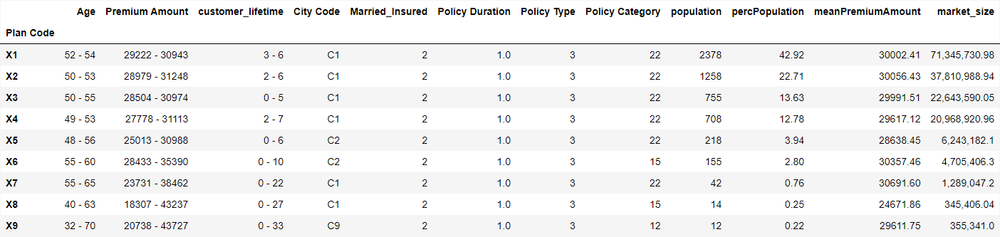 Age Premium Amount customer_lifetime City Code Married_Insured Policy Duration Policy Type Policy Category population percPopulation meanPremiumAmount market_size
Plan Code
X1 52 - 54 29222 - 30943 3 - 6 C1 2 1.0 3 22 2378 42.92 30002.41 71,345,730.98
X2 50 - 53 28979 - 31248 2 - 6 C1 2 1.0 3 22 1258 22.71 30056.43 37,810,988.94
X3 50 - 55 28504 - 30974 0 - 5 C1 2 1.0 3 22 755 13.63 29991.51 22,643,590.05
X4 49 - 53 27778 - 31113 2 - 7 C1 2 1.0 3 22 708 12.78 29617.12 20,968,920.96
X5 48 - 56 25013 - 30988 0 - 6 C2 2 1.0 3 22 218 3.94 28638.45 6,243,182.1
X6 55 - 60 28433 - 35390 0 - 10 C2 2 1.0 3 15 155 2.80 30357.46 4,705,406.3
X7 55 - 65 23731 - 38462 0 - 22 C1 2 1.0 3 22 42 0.76 30691.60 1,289,047.2
X8 40 - 63 18307 - 43237 0 - 27 C1 2 1.0 3 15 14 0.25 24671.86 345,406.04
X9 32 - 70 20738 - 43727 0 - 33 C9 2 1.0 3 12 12 0.22 29611.75 355,341.0